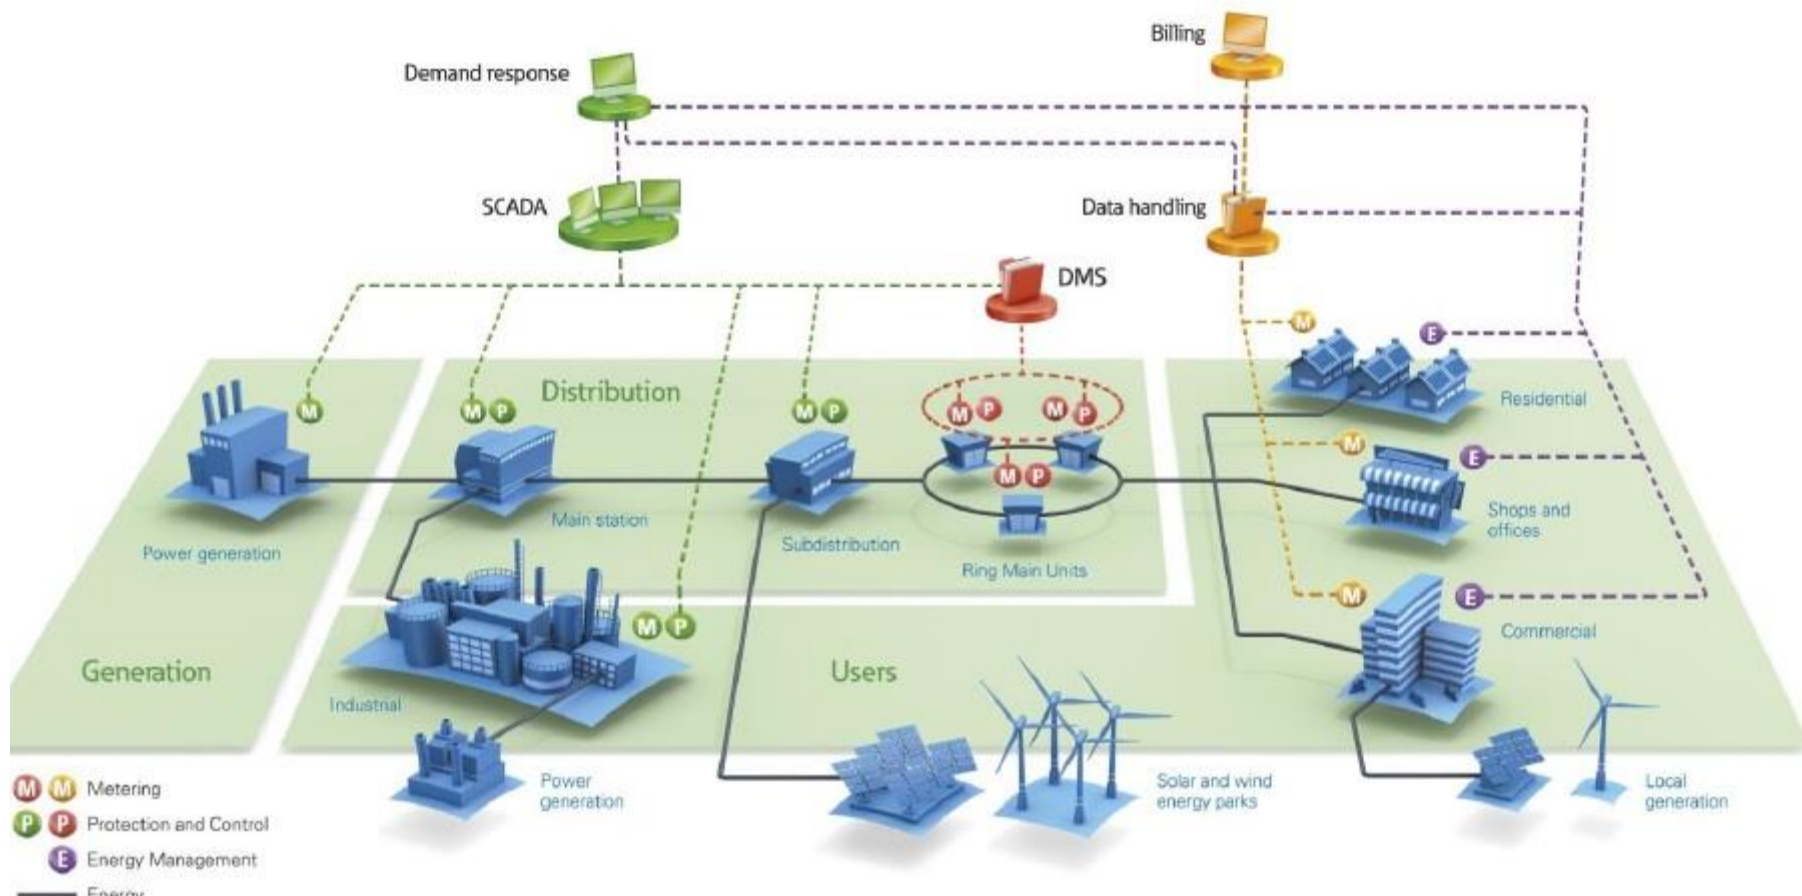 Billing
Demand response
SCADA
Data handling
DMS
M
E
Distribution
M
M P
M P
M P
M P
Residential
M
E
M P
Main station
Shops and
offices
Power generation
Subdistribution
Ring Main Units
M
E
M P
Commercial
Generation
Users
Industrial
Power
generation
Solar and wind
energy parks
Local
generation
M M Metering
P P Protection and Control
E Energy Management
Energy